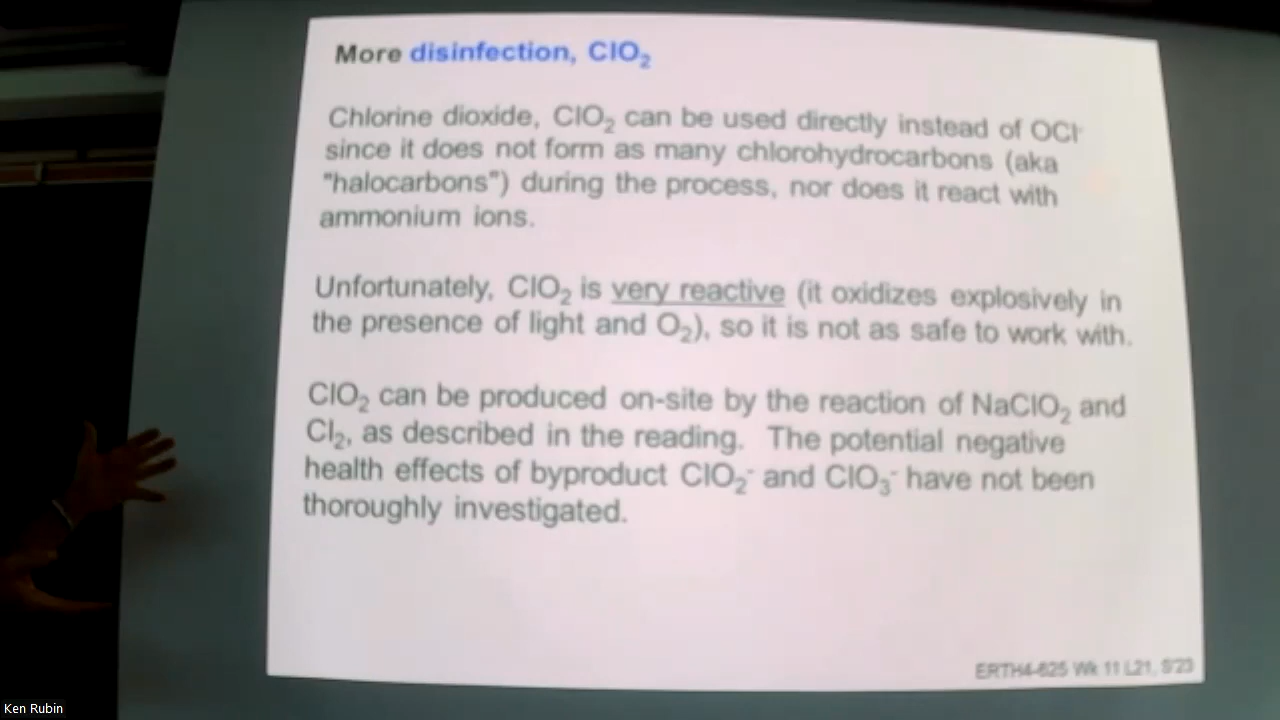 More disinfection, ClO₂
Chlorine dioxide, ClO₂ can be used directly instead of OCl⁻
since it does not form as many chlorohydrocarbons (aka
"halocarbons") during the process, nor does it react with
ammonium ions.
Unfortunately, ClO₂ is very reactive (it oxidizes explosively in
the presence of light and O₂), so it is not as safe to work with.
ClO₂ can be produced on-site by the reaction of NaClO₂ and
Cl₂, as described in the reading. The potential negative
health effects of byproduct ClO₂⁻ and ClO₃⁻ have not been
thoroughly investigated.
Wk 11 L21, S'23
Ken Rubin